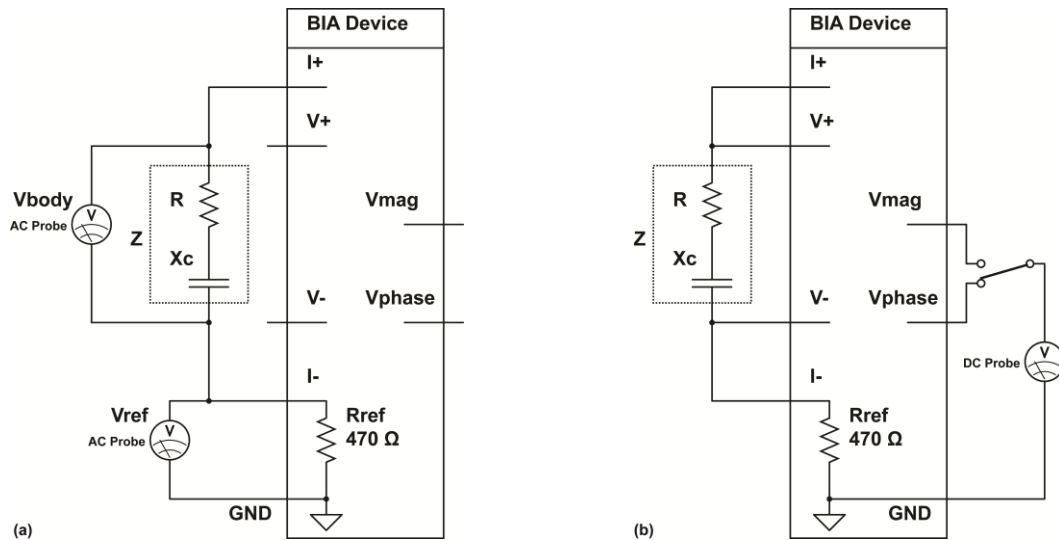 BIA Device
I+
V+
Vbody
AC Probe
V
R
Z
Xc
Vmag
V-
Vphase
I-
Vref
AC Probe
V
Rref
470 Ω
GND
(a)
BIA Device
I+
V+
R
Z
Xc
Vmag
V-
Vphase
V
DC Probe
I-
Rref
470 Ω
GND
(b)